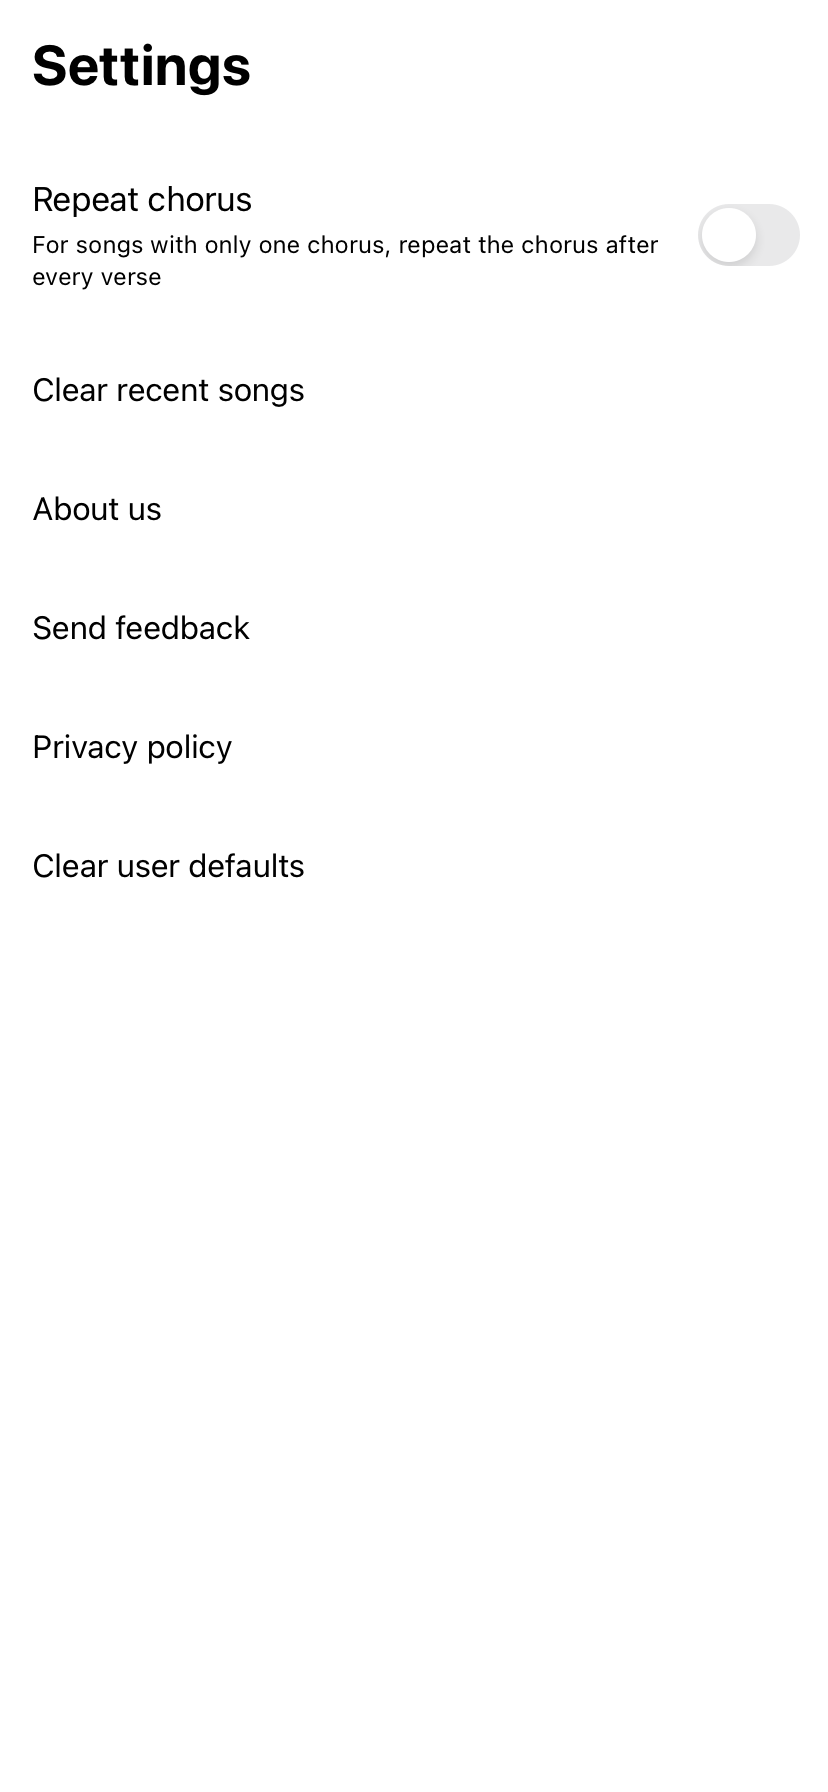 Settings
Repeat chorus
For songs with only one chorus, repeat the chorus after
every verse
Clear recent songs
About us
Send feedback
Privacy policy
Clear user defaults